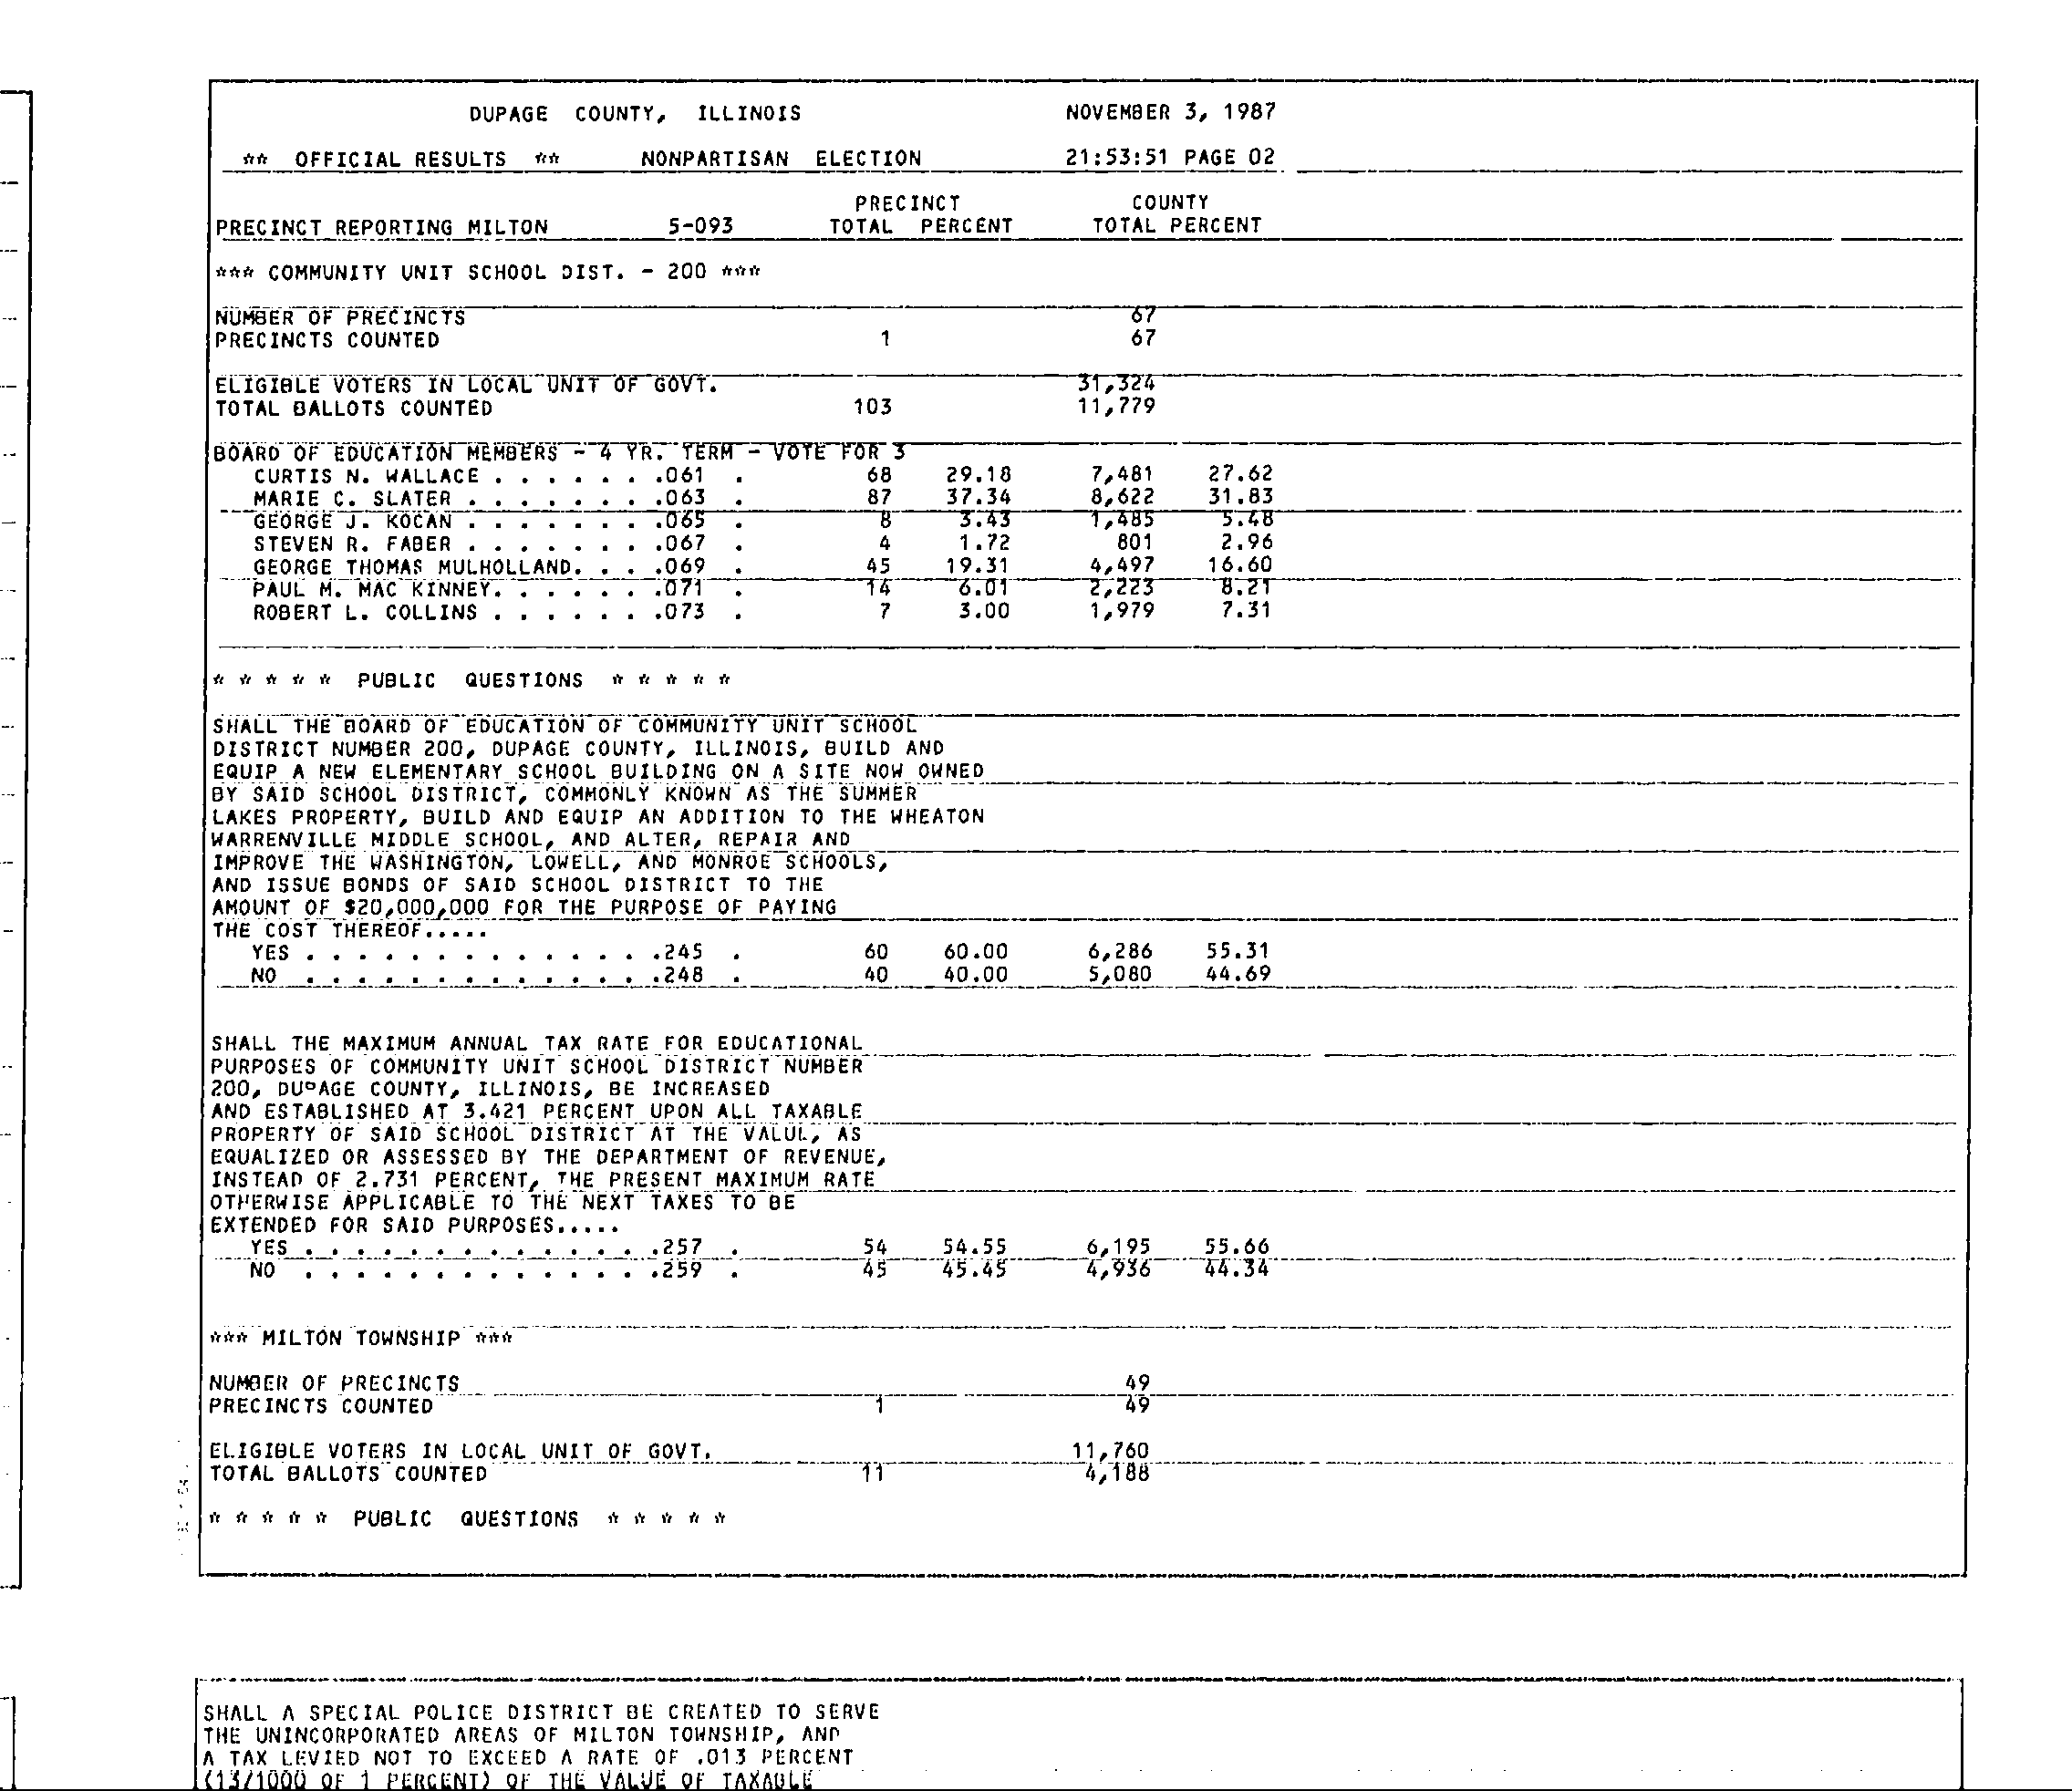 DUPAGE COUNTY, ILLINOIS NOVEMBER 3, 1987
** OFFICIAL RESULTS ** NONPARTISAN ELECTION 21:53:51 PAGE 02
PRECINCT COUNTY
PRECINCT REPORTING MILTON 5-093 TOTAL PERCENT TOTAL PERCENT
*** COMMUNITY UNIT SCHOOL DIST. - 200 ***
NUMBER OF PRECINCTS 67
PRECINCTS COUNTED 1 67
ELIGIBLE VOTERS IN LOCAL UNIT OF GOVT. 31,324
TOTAL BALLOTS COUNTED 103 11,779
BOARD OF EDUCATION MEMBERS - 4 YR. TERM - VOTE FOR 3
CURTIS N. WALLACE . . . . . . .061 . 68 29.18 7,481 27.62
MARIE C. SLATER . . . . . . . .063 . 87 37.34 8,622 31.83
GEORGE J. KOCAN . . . . . . . .065 . 8 3.43 1,485 5.48
STEVEN R. FABER . . . . . . . .067 . 4 1.72 801 2.96
GEORGE THOMAS MULHOLLAND. . . .069 . 45 19.31 4,497 16.60
PAUL M. MAC KINNEY. . . . . . .071 . 14 6.01 2,223 8.21
ROBERT L. COLLINS . . . . . . .073 . 7 3.00 1,979 7.31
* * * * * PUBLIC QUESTIONS * * * * *
SHALL THE BOARD OF EDUCATION OF COMMUNITY UNIT SCHOOL
DISTRICT NUMBER 200, DUPAGE COUNTY, ILLINOIS, BUILD AND
EQUIP A NEW ELEMENTARY SCHOOL BUILDING ON A SITE NOW OWNED
BY SAID SCHOOL DISTRICT, COMMONLY KNOWN AS THE SUMMER
LAKES PROPERTY, BUILD AND EQUIP AN ADDITION TO THE WHEATON
WARRENVILLE MIDDLE SCHOOL, AND ALTER, REPAIR AND
IMPROVE THE WASHINGTON, LOWELL, AND MONROE SCHOOLS,
AND ISSUE BONDS OF SAID SCHOOL DISTRICT TO THE
AMOUNT OF $20,000,000 FOR THE PURPOSE OF PAYING
THE COST THEREOF.....
YES . . . . . . . . . . . . . .245 . 60 60.00 6,286 55.31
NO . . . . . . . . . . . . . .248 . 40 40.00 5,080 44.69
SHALL THE MAXIMUM ANNUAL TAX RATE FOR EDUCATIONAL
PURPOSES OF COMMUNITY UNIT SCHOOL DISTRICT NUMBER
200, DUPAGE COUNTY, ILLINOIS, BE INCREASED
AND ESTABLISHED AT 3.421 PERCENT UPON ALL TAXABLE
PROPERTY OF SAID SCHOOL DISTRICT AT THE VALUE, AS
EQUALIZED OR ASSESSED BY THE DEPARTMENT OF REVENUE,
INSTEAD OF 2.731 PERCENT, THE PRESENT MAXIMUM RATE
OTHERWISE APPLICABLE TO THE NEXT TAXES TO BE
EXTENDED FOR SAID PURPOSES.....
YES . . . . . . . . . . . . . .257 . 54 54.55 6,195 55.66
NO . . . . . . . . . . . . . .259 . 45 45.45 4,936 44.34
*** MILTON TOWNSHIP ***
NUMBER OF PRECINCTS 49
PRECINCTS COUNTED 1 49
ELIGIBLE VOTERS IN LOCAL UNIT OF GOVT. 11,760
TOTAL BALLOTS COUNTED 11 4,188
* * * * * PUBLIC QUESTIONS * * * * *
SHALL A SPECIAL POLICE DISTRICT BE CREATED TO SERVE
THE UNINCORPORATED AREAS OF MILTON TOWNSHIP, AND
A TAX LEVIED NOT TO EXCEED A RATE OF .013 PERCENT
(13/1000 OF 1 PERCENT) OF THE VALUE OF TAXABLE